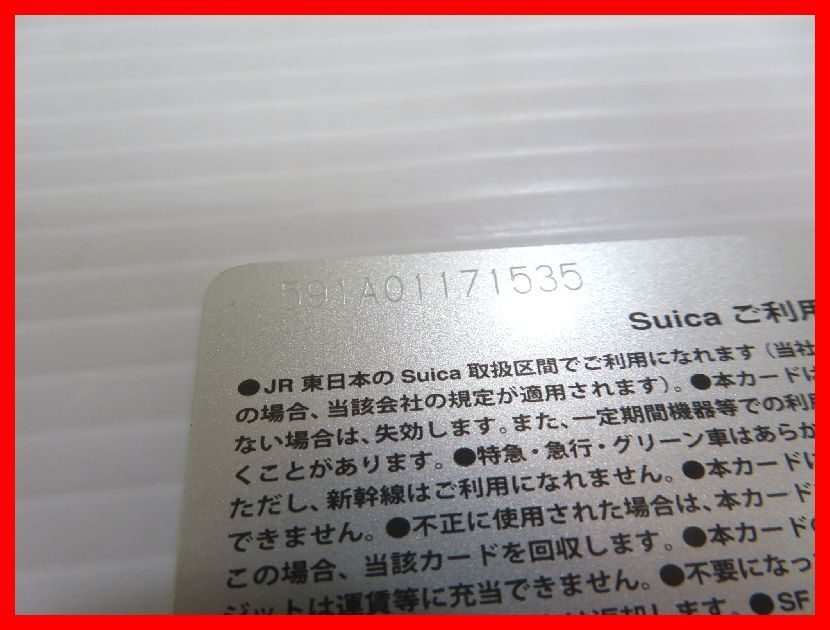 591A01171535
Suica ご利用
●JR 東日本の Suica 取扱区間でご利用になれます（当社
の場合、当該会社の規定が適用されます）。●本カードは
ない場合は、失効します。また、一定期間機器等での利用
くことがあります。●特急・急行・グリーン車はあらか
ただし、新幹線はご利用になれません。●本カードに
できません。●不正に使用された場合は、本カード
この場合、当該カードを回収します。●本カードの
ジットは運賃等に充当できません。●不要になっ
します。●SF